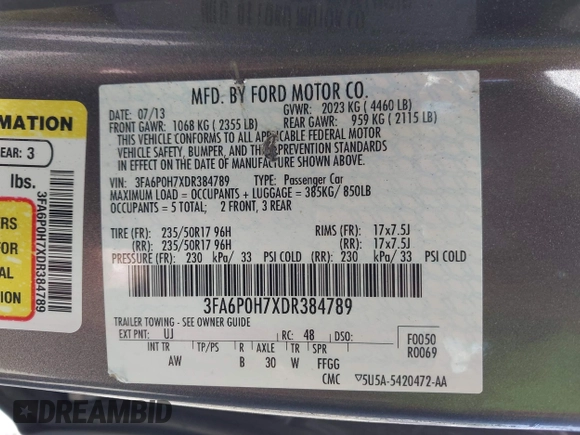 MFD. BY FORD MOTOR CO.
DATE: 07/13 GVWR: 2023 KG ( 4460 LB)
FRONT GAWR: 1068 KG ( 2355 LB) REAR GAWR: 959 KG ( 2115 LB)
THIS VEHICLE CONFORMS TO ALL APPLICABLE FEDERAL MOTOR
VEHICLE SAFETY, BUMPER, AND THEFT PREVENTION STANDARDS
IN EFFECT ON THE DATE OF MANUFACTURE SHOWN ABOVE.
VIN: 3FA6P0H7XDR384789 TYPE: Passenger Car
MAXIMUM LOAD = OCCUPANTS + LUGGAGE = 385KG/ 850LB
OCCUPANTS = 5 TOTAL; 2 FRONT, 3 REAR
TIRE (FR): 235/50R17 96H RIMS (FR): 17x7.5J
(RR): 235/50R17 96H (RR): 17x7.5J
PRESSURE (FR): 230 kPa/ 33 PSI COLD (RR): 230 kPa/ 33 PSI COLD
3FA6P0H7XDR384789
TRAILER TOWING - SEE OWNER GUIDE
EXT PNT: UJ RC: 48 DSO: F0050
R0069
INT TR TP/PS R AXLE TR SPR
AW B 30 W FFGG
CMC 5U5A-5420472-AA
MATION
EAR: 3
lbs.
ERS
FOR
AL
TION
3FA6P0H7XDR384789
DREAMBID